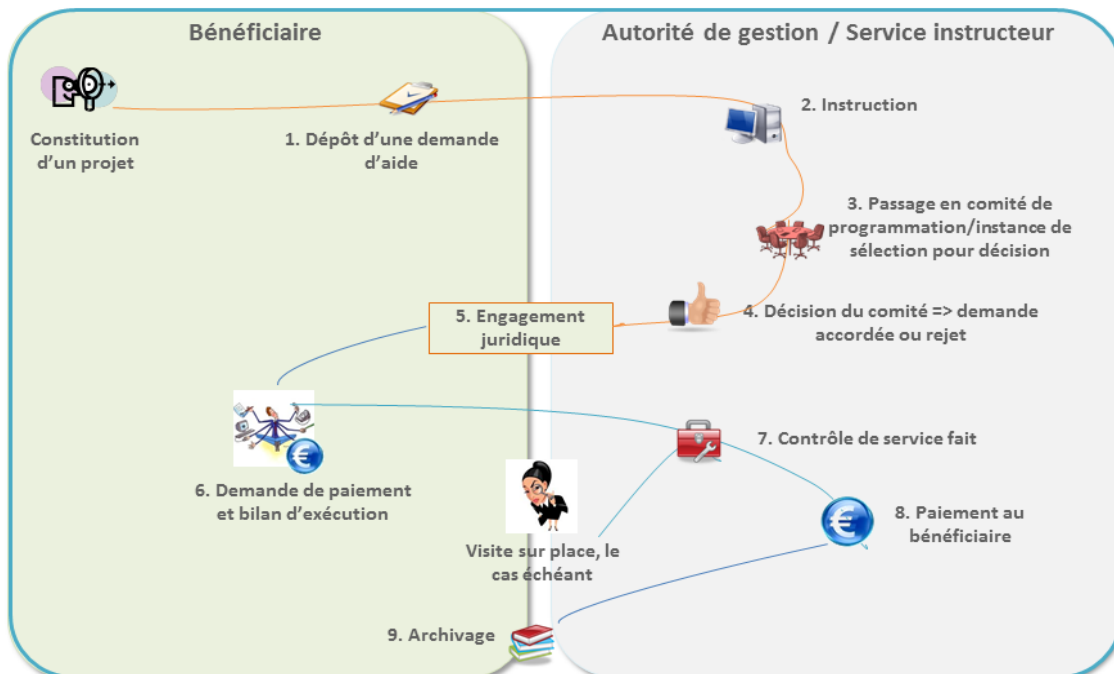 Bénéficiaire
Autorité de gestion / Service instructeur
Constitution
d'un projet
1. Dépôt d'une demande
d'aide
2. Instruction
3. Passage en comité de
programmation/instance de
sélection pour décision
4. Décision du comité => demande
accordée ou rejet
5. Engagement
juridique
6. Demande de paiement
et bilan d'exécution
7. Contrôle de service fait
Visite sur place, le
cas échéant
8. Paiement au
bénéficiaire
9. Archivage